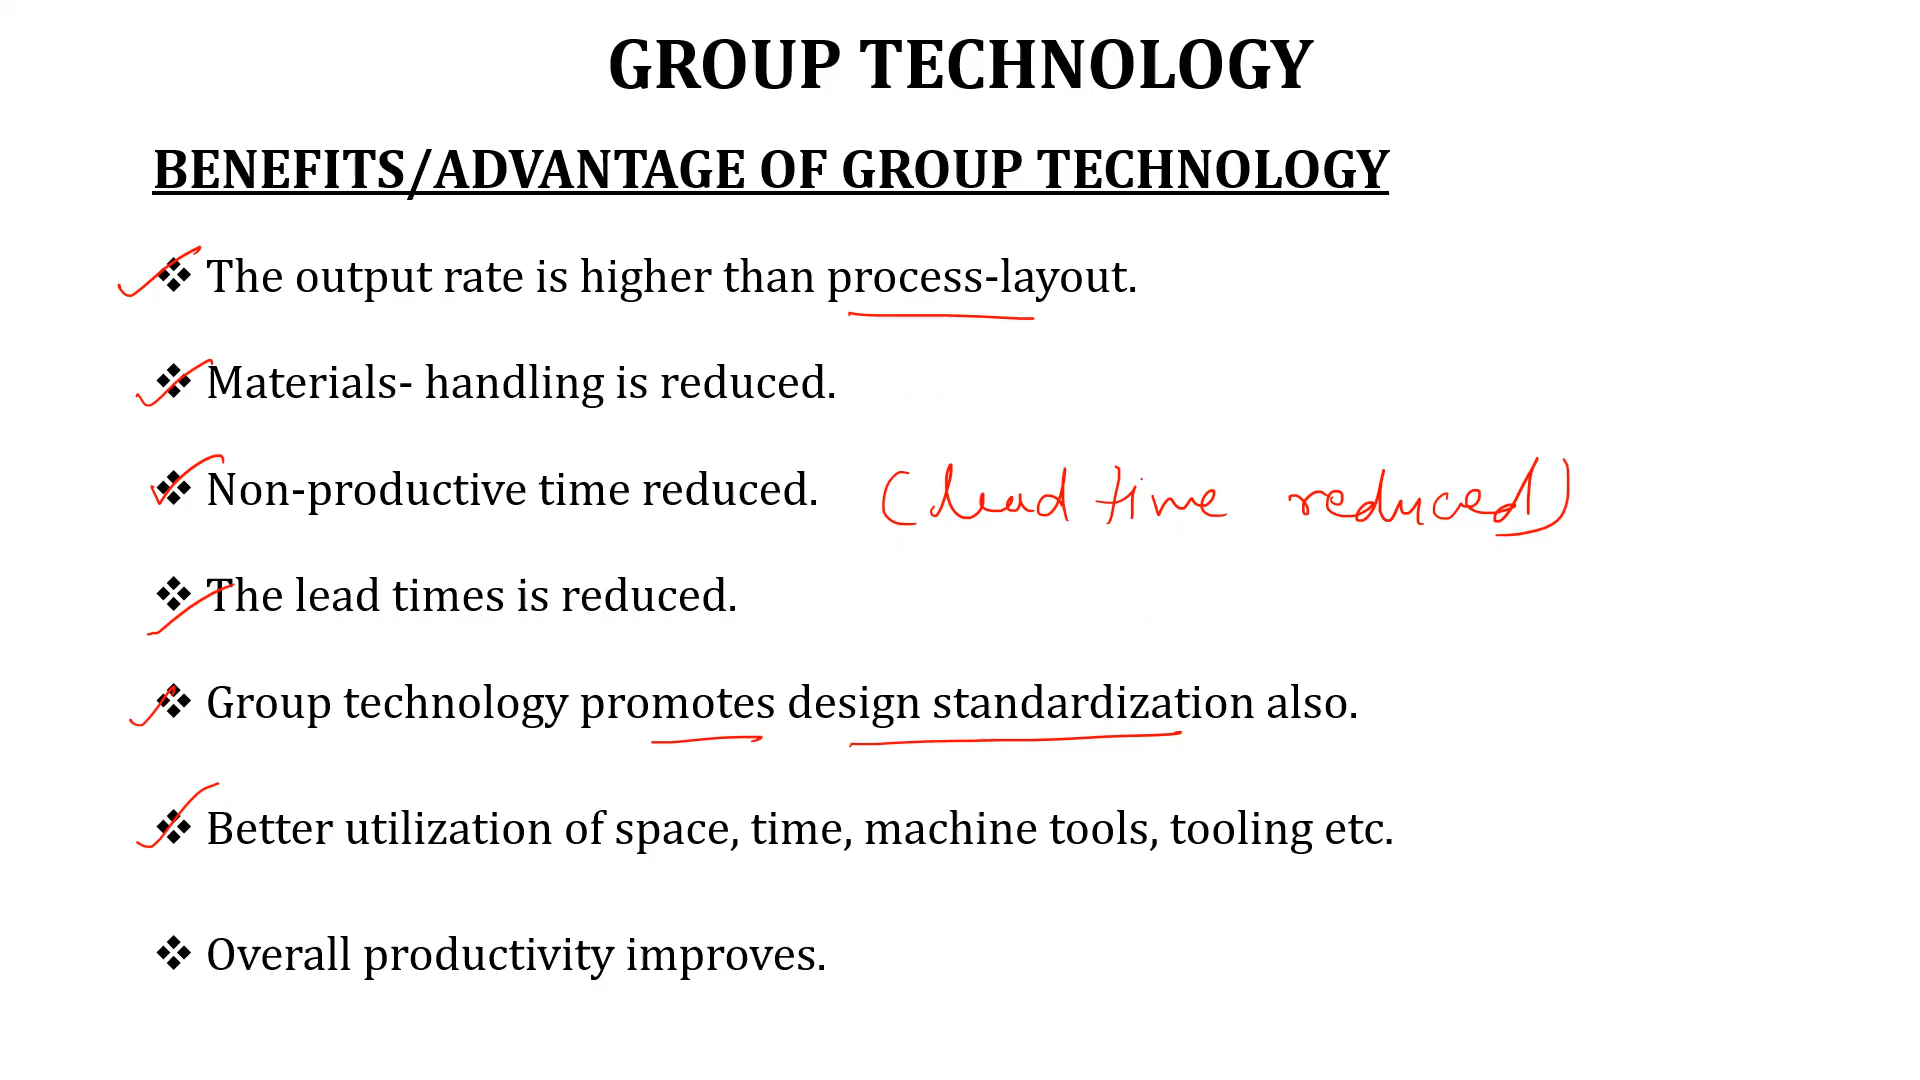 GROUP TECHNOLOGY
BENEFITS/ADVANTAGE OF GROUP TECHNOLOGY
❖ The output rate is higher than process-layout.
❖ Materials- handling is reduced.
❖ Non-productive time reduced. (lead time reduced)
❖ The lead times is reduced.
❖ Group technology promotes design standardization also.
❖ Better utilization of space, time, machine tools, tooling etc.
❖ Overall productivity improves.